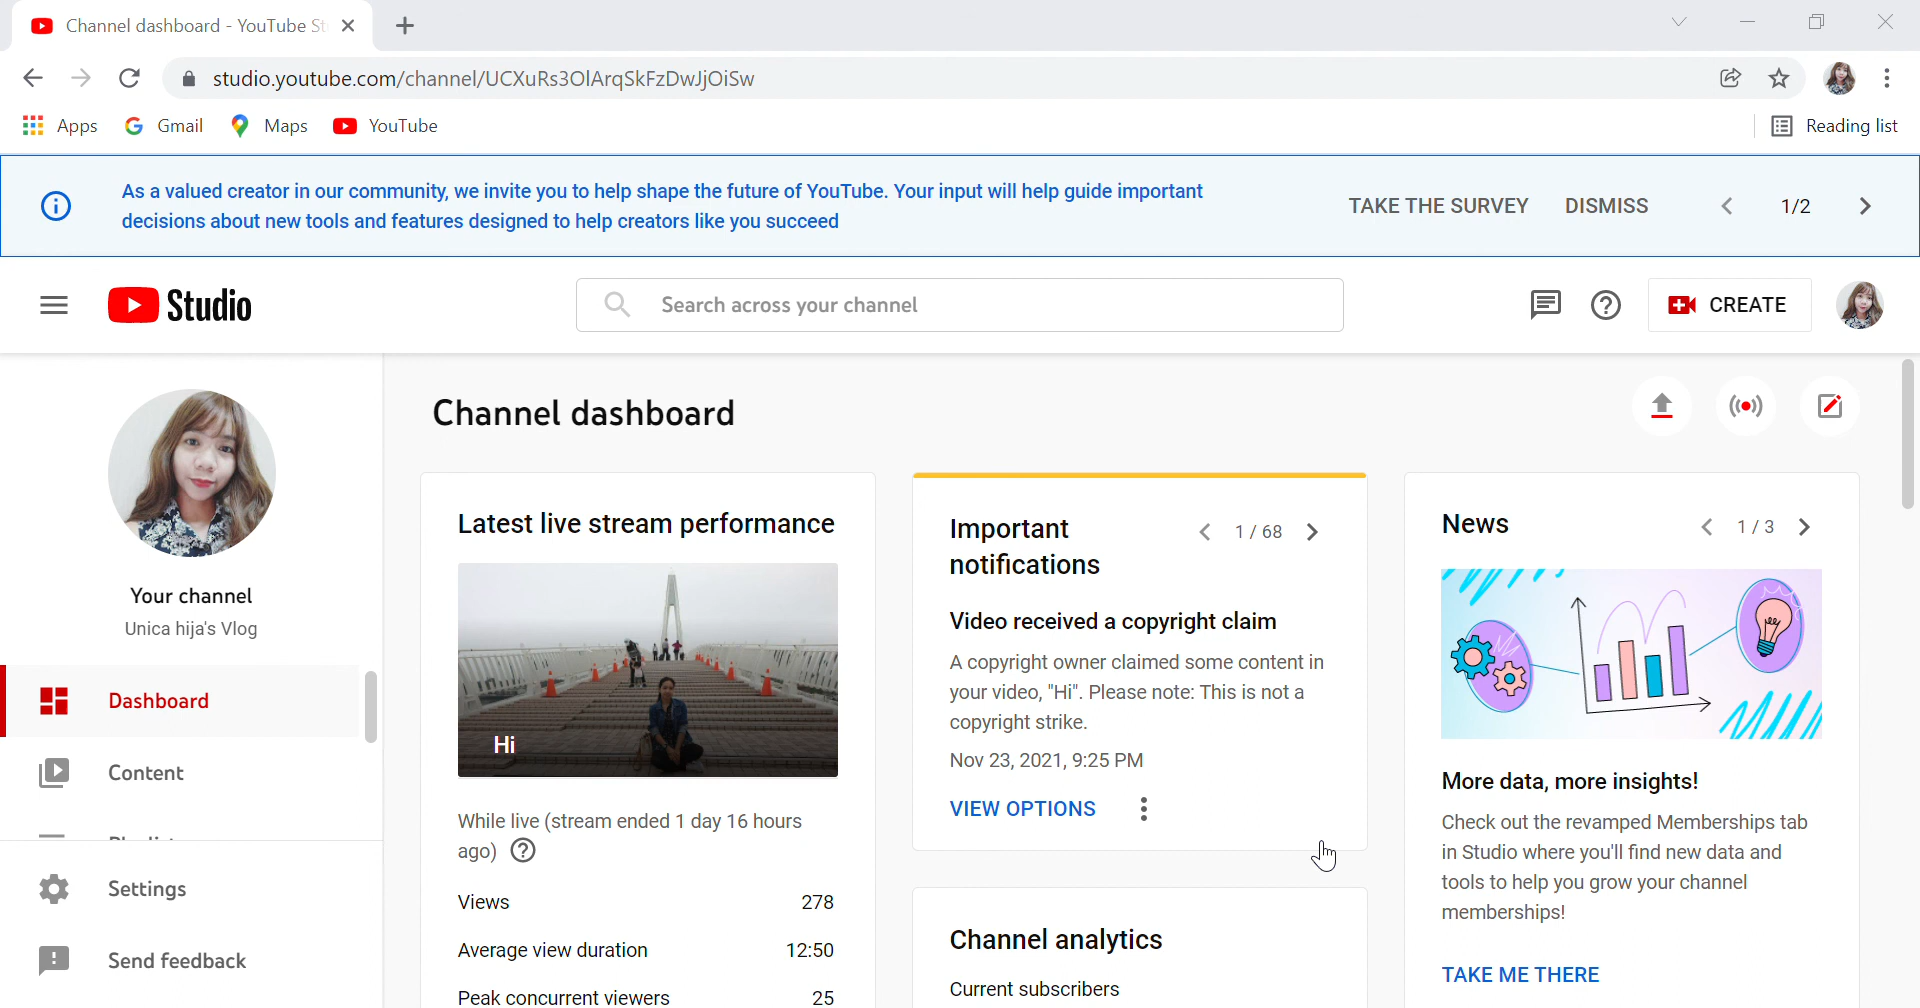 Channel dashboard - YouTube St
studio.youtube.com/channel/UCXuRs3OlArqSkFzDwJjOiSw
Apps
Gmail
Maps
YouTube
Reading list
As a valued creator in our community, we invite you to help shape the future of YouTube. Your input will help guide important
decisions about new tools and features designed to help creators like you succeed
TAKE THE SURVEY
DISMISS
1/2
Studio
Search across your channel
CREATE
Your channel
Unica hija's Vlog
Dashboard
Content
Settings
Send feedback
Channel dashboard
Latest live stream performance
Hi
While live (stream ended 1 day 16 hours
ago)
Views 278
Average view duration 12:50
Peak concurrent viewers 25
Important
notifications
1 / 68
Video received a copyright claim
A copyright owner claimed some content in
your video, "Hi". Please note: This is not a
copyright strike.
Nov 23, 2021, 9:25 PM
VIEW OPTIONS
Channel analytics
Current subscribers
News
1 / 3
More data, more insights!
Check out the revamped Memberships tab
in Studio where you'll find new data and
tools to help you grow your channel
memberships!
TAKE ME THERE